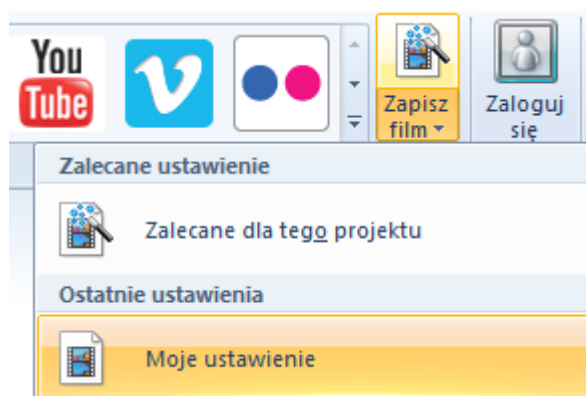 You
Tube
Zapisz
film
Zaloguj
się
Zalecane ustawienie
Zalecane dla tego projektu
Ostatnie ustawienia
Moje ustawienie